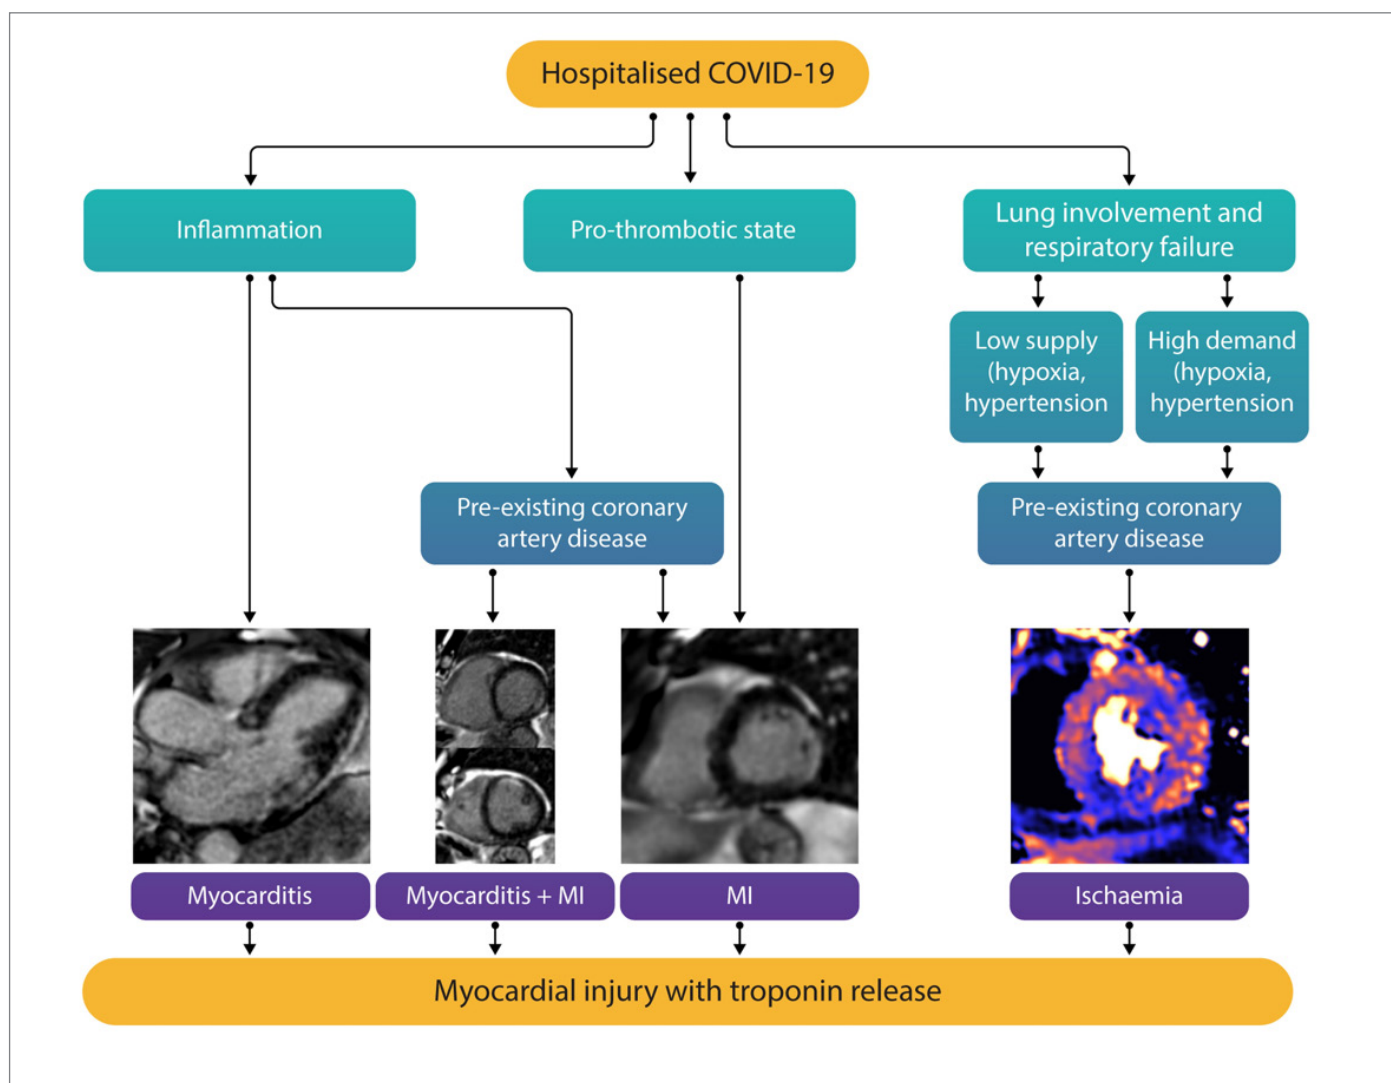 Hospitalised COVID-19
Inflammation
Pro-thrombotic state
Lung involvement and
respiratory failure
Low supply
(hypoxia,
hypertension
High demand
(hypoxia,
hypertension
Pre-existing coronary
artery disease
Pre-existing coronary
artery disease
Myocarditis
Myocarditis + MI
MI
Ischaemia
Myocardial injury with troponin release